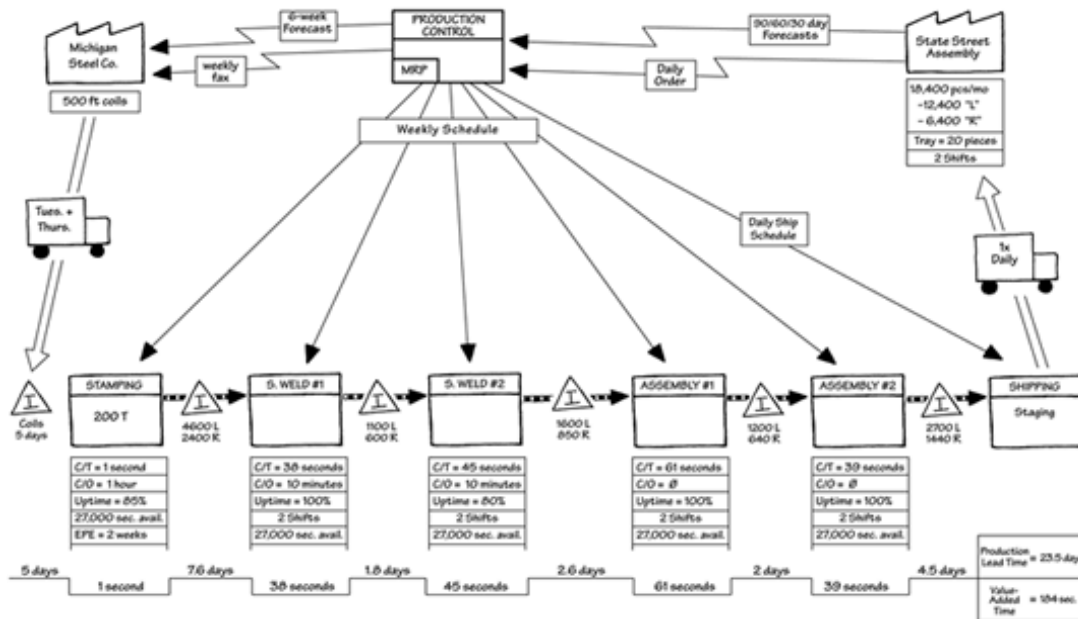 6-week
Forecast
PRODUCTION
CONTROL
90/60/30 day
Forecasts
Michigan
Steel Co.
State Street
Assembly
weekly
fax
MRP
Daily
Order
500 ft coils
18,400 pcs/mo
-12,400 "L"
- 6,400 "R"
Tray = 20 pieces
2 Shifts
Weekly Schedule
Tues. +
Thurs.
Daily Ship
Schedule
1x
Daily
STAMPING
S. WELD #1
S. WELD #2
ASSEMBLY #1
ASSEMBLY #2
SHIPPING
I
I
I
I
I
I
200 T
Staging
Coils
5 days
4600 L
2400 R
1100 L
600 R
1600 L
850 R
1200 L
640 R
2700 L
1440 R
C/T = 1 second
C/O = 1 hour
Uptime = 85%
27,000 sec. avail.
EPE = 2 weeks
C/T = 38 seconds
C/O = 10 minutes
Uptime = 100%
2 Shifts
27,000 sec. avail.
C/T = 45 seconds
C/O = 10 minutes
Uptime = 80%
2 Shifts
27,000 sec. avail.
C/T = 61 seconds
C/O = Ø
Uptime = 100%
2 Shifts
27,000 sec. avail.
C/T = 39 seconds
C/O = Ø
Uptime = 100%
2 Shifts
27,000 sec. avail.
5 days
7.6 days
1.8 days
2.6 days
2 days
4.5 days
1 second
38 seconds
45 seconds
61 seconds
39 seconds
Production
Lead Time = 23.5 day
Value-
Added
Time = 184 sec.